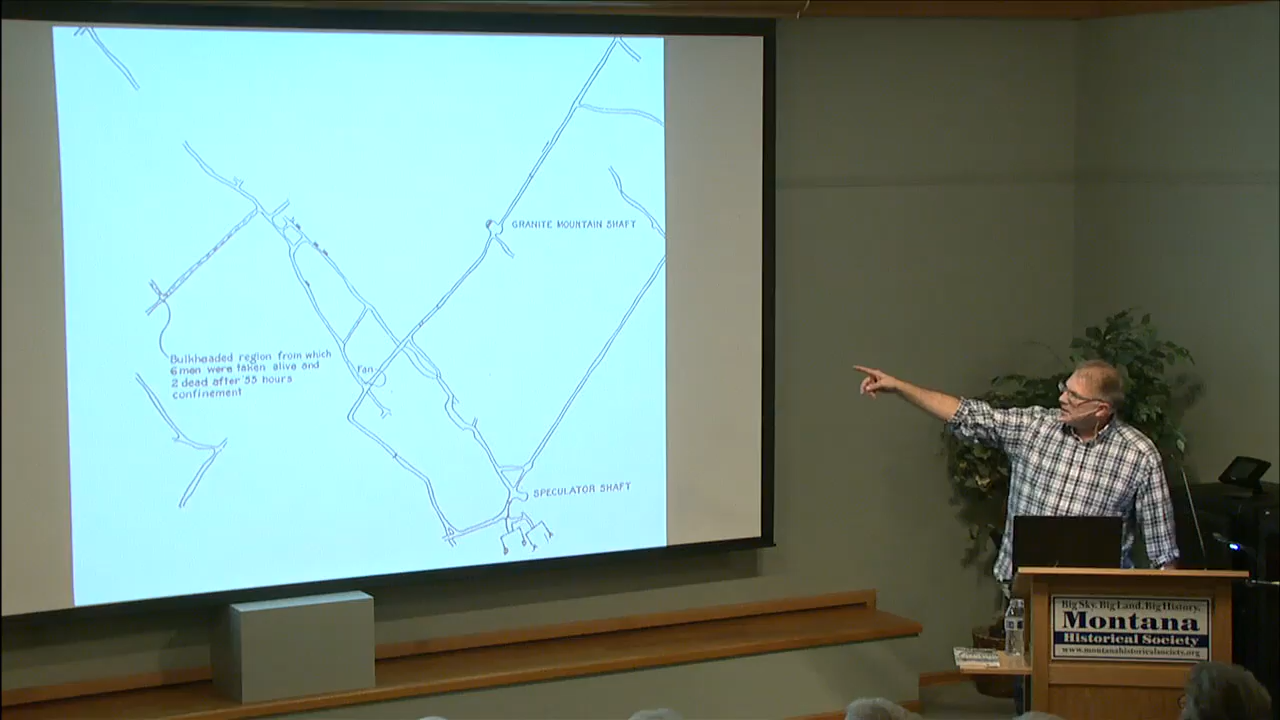 GRANITE MOUNTAIN SHAFT
Bulkheaded region from which
6 men were taken alive and
2 dead after 55 hours
confinement
Fan
SPECULATOR SHAFT
Big Sky. Big Land. Big History.
Montana
Historical Society
www.montanahistoricalsociety.org